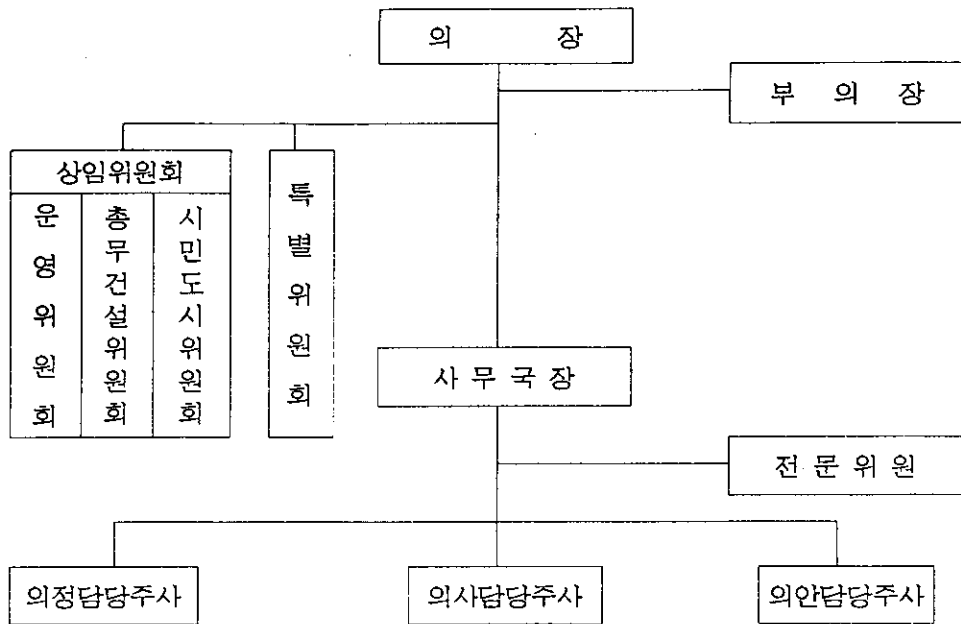 의 장
부 의 장
상임위원회
운영위원회
총무건설위원회
시민도시위원회
특별위원회
사 무 국 장
전 문 위 원
의정담당주사
의사담당주사
의안담당주사